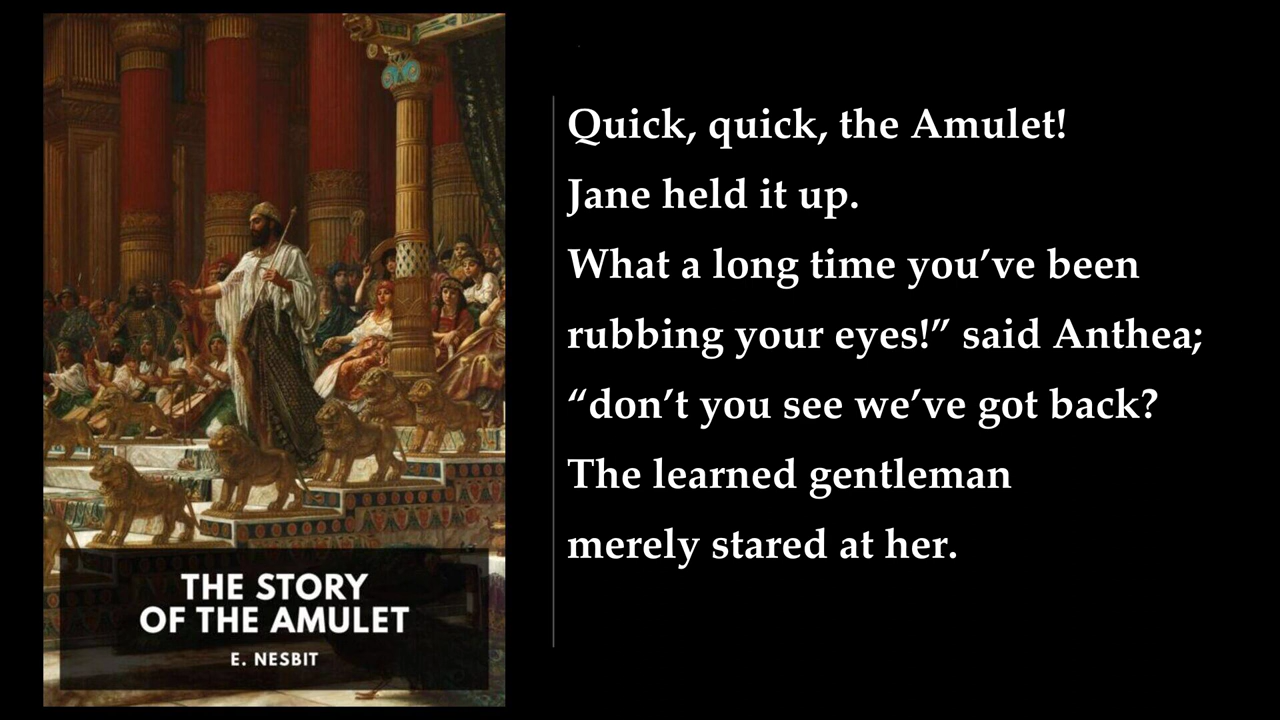 THE STORY
OF THE AMULET
E. NESBIT
Quick, quick, the Amulet!
Jane held it up.
What a long time you’ve been
rubbing your eyes!” said Anthea;
“don’t you see we’ve got back?
The learned gentleman
merely stared at her.